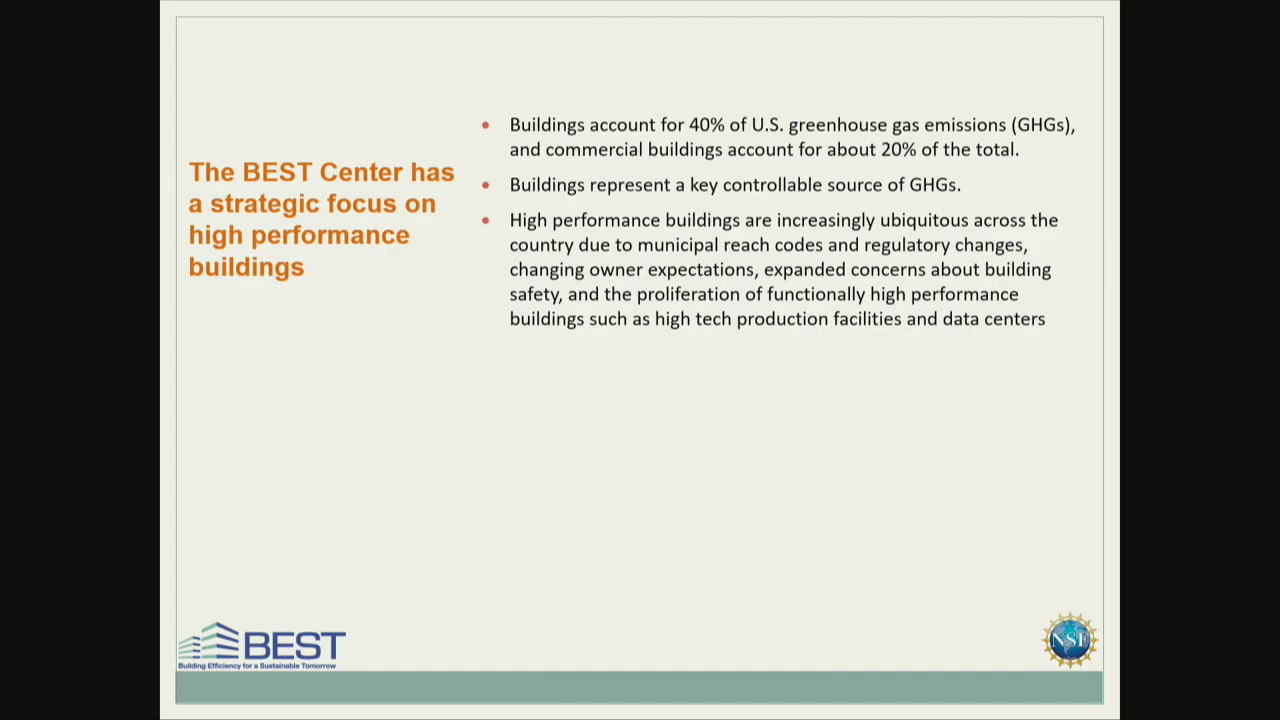 The BEST Center has
a strategic focus on
high performance
buildings
• Buildings account for 40% of U.S. greenhouse gas emissions (GHGs),
and commercial buildings account for about 20% of the total.
• Buildings represent a key controllable source of GHGs.
• High performance buildings are increasingly ubiquitous across the
country due to municipal reach codes and regulatory changes,
changing owner expectations, expanded concerns about building
safety, and the proliferation of functionally high performance
buildings such as high tech production facilities and data centers
BEST
Building Efficiency for a Sustainable Tomorrow
NSF